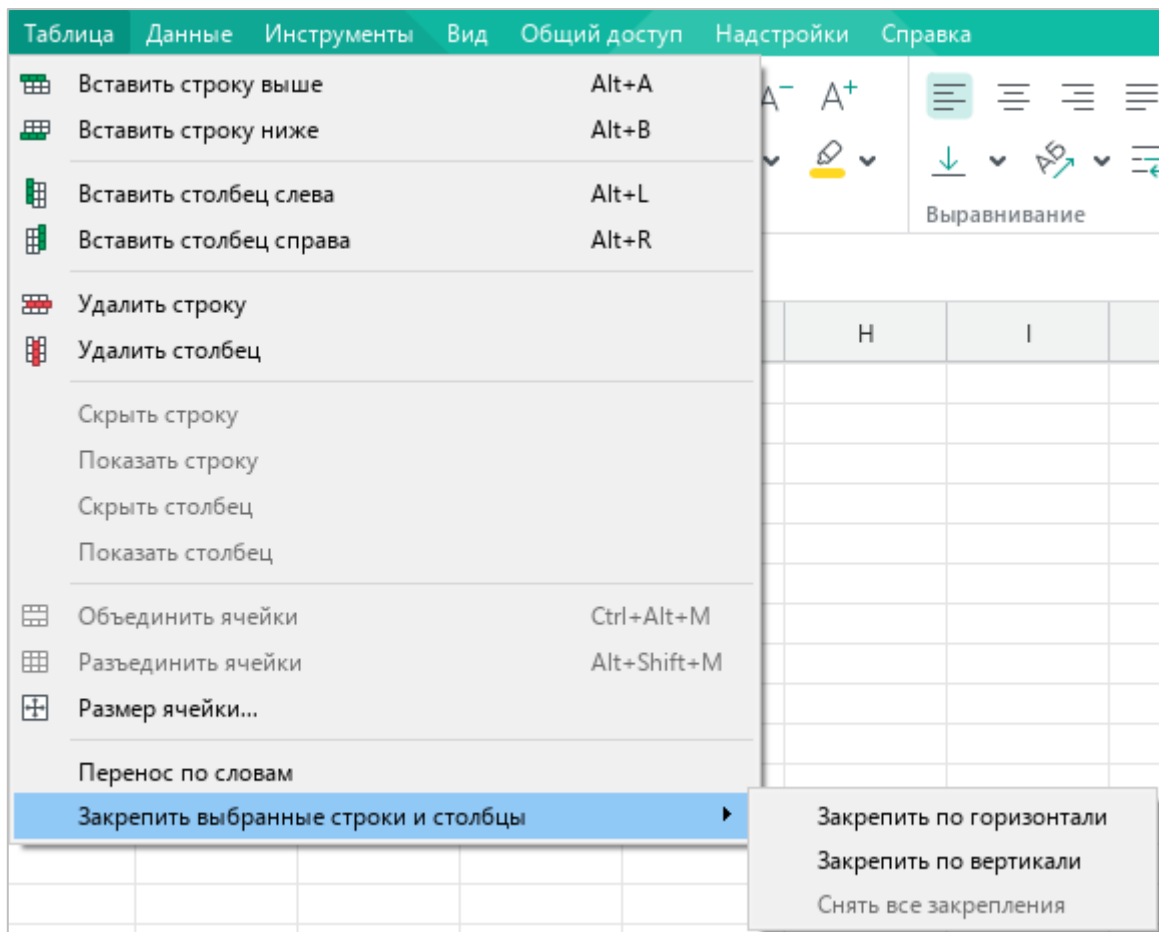 Таблица Данные Инструменты Вид Общий доступ Надстройки Справка
Вставить строку выше Alt+A
Вставить строку ниже Alt+B
Вставить столбец слева Alt+L
Вставить столбец справа Alt+R
Удалить строку
Удалить столбец
Скрыть строку
Показать строку
Скрыть столбец
Показать столбец
Объединить ячейки Ctrl+Alt+M
Разъединить ячейки Alt+Shift+M
Размер ячейки...
Перенос по словам
Закрепить выбранные строки и столбцы
Закрепить по горизонтали
Закрепить по вертикали
Снять все закрепления
A− A+
АБ
Выравнивание
H I